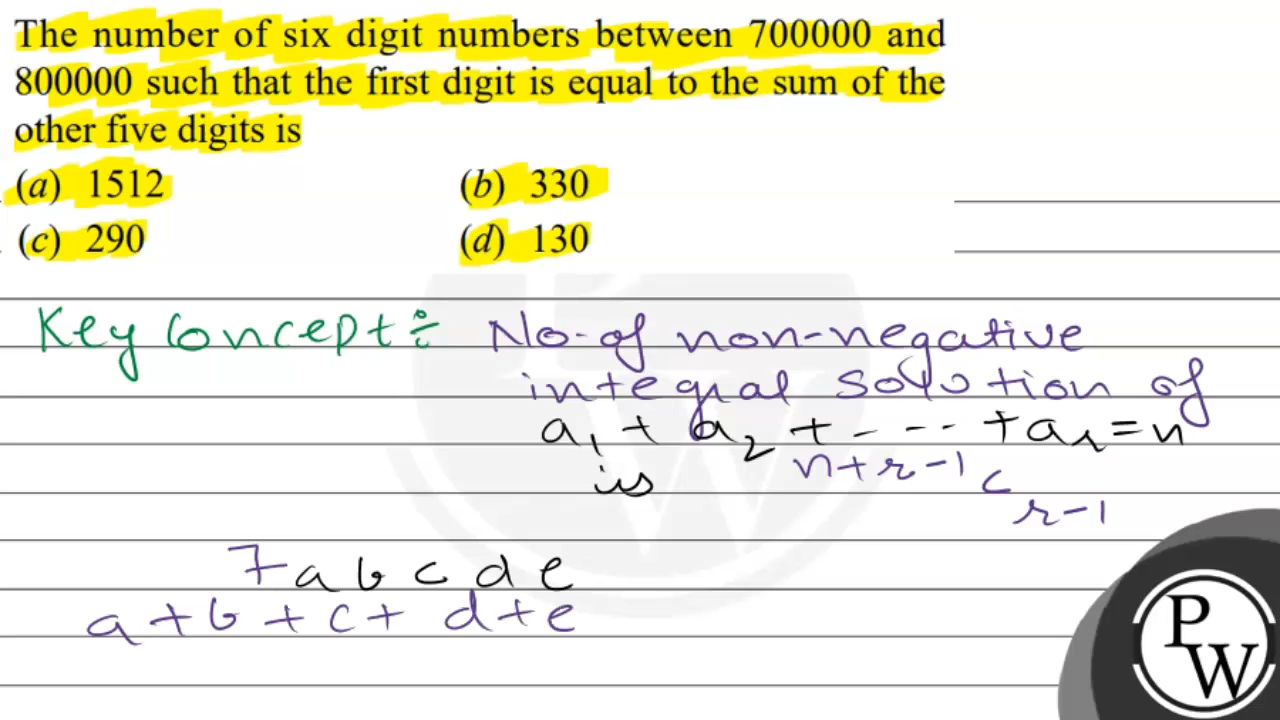 The number of six digit numbers between 700000 and
800000 such that the first digit is equal to the sum of the
other five digits is
(a) 1512 (b) 330
(c) 290 (d) 130
Key concept÷ No. of non-negative
integral solution of
a₁ + a₂ + - - - - + aᵣ = n
is ⁿ⁺ʳ⁻¹Cᵣ₋₁
7 a b c d e
a + b + c + d + e
PW